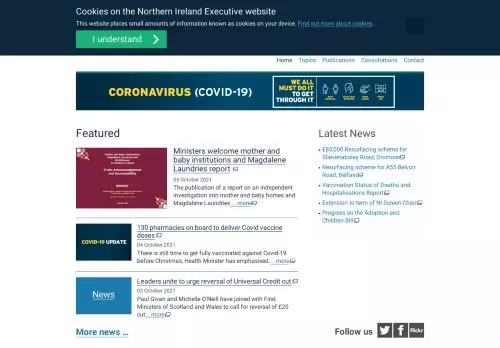 Cookies on the Northern Ireland Executive website
This website places small amounts of information known as cookies on your device. Find out more about cookies.
I understand
Home Topics Publications Consultations Contact
CORONAVIRUS (COVID-19)
WE ALL
MUST DO IT
TO GET
THROUGH IT
Featured
Ministers welcome mother and
baby institutions and Magdalene
Laundries report
05 October 2021
The publication of a report on an independent
investigation into mother and baby homes and
Magdalene Laundries... more
Truth, Acknowledgement
and Accountability
REPORT
COVID-19 UPDATE
130 pharmacies on board to deliver Covid vaccine
doses
04 October 2021
There is still time to get fully vaccinated against Covid-19
before Christmas, Health Minister has emphasised.... more
News
Leaders unite to urge reversal of Universal Credit cut
03 October 2021
Paul Givan and Michelle O'Neill have joined with First
Ministers of Scotland and Wales to call for reversal of £20
cut... more
More news ...
Latest News
£85,000 Resurfacing scheme for
Slievenaboley Road, Dromore
Resurfacing scheme for A55 Belvoir
Road, Belfast
Vaccination Status of Deaths and
Hospitalisations Report
Extension to term of NI Screen Chair
Progress on the Adoption and
Children Bill
Follow us
flickr